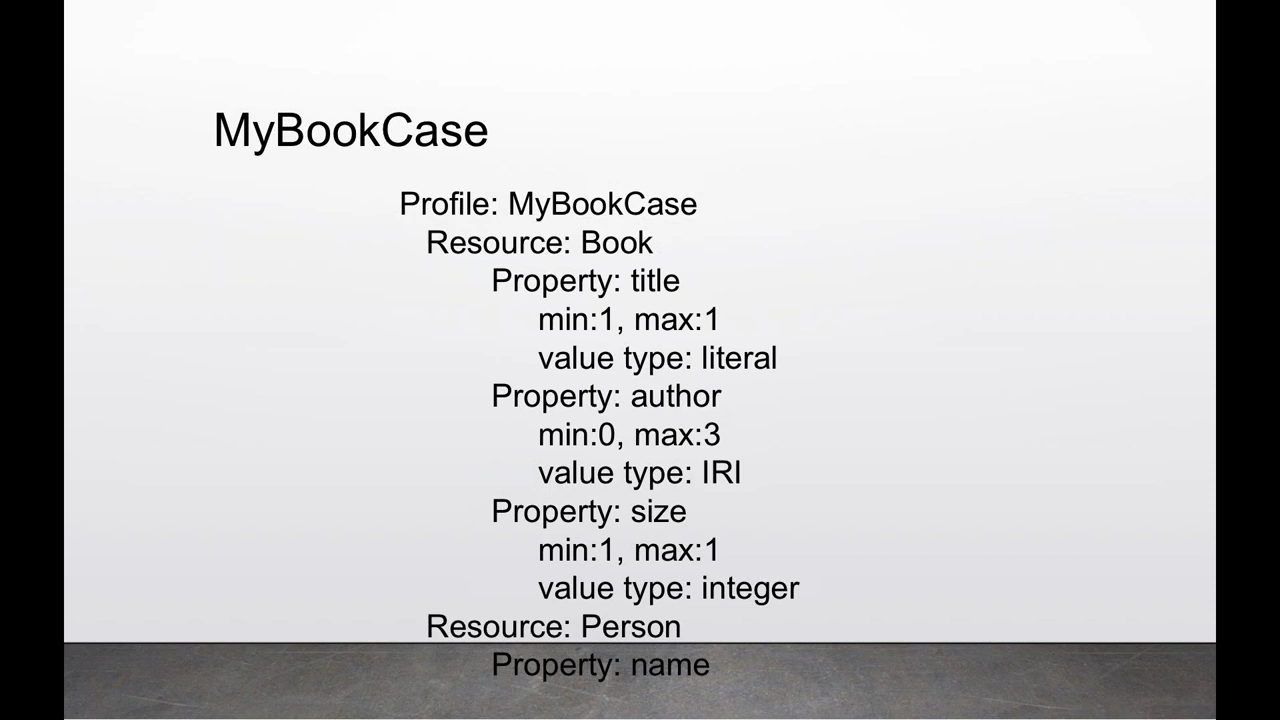 MyBookCase
Profile: MyBookCase
Resource: Book
Property: title
min:1, max:1
value type: literal
Property: author
min:0, max:3
value type: IRI
Property: size
min:1, max:1
value type: integer
Resource: Person
Property: name